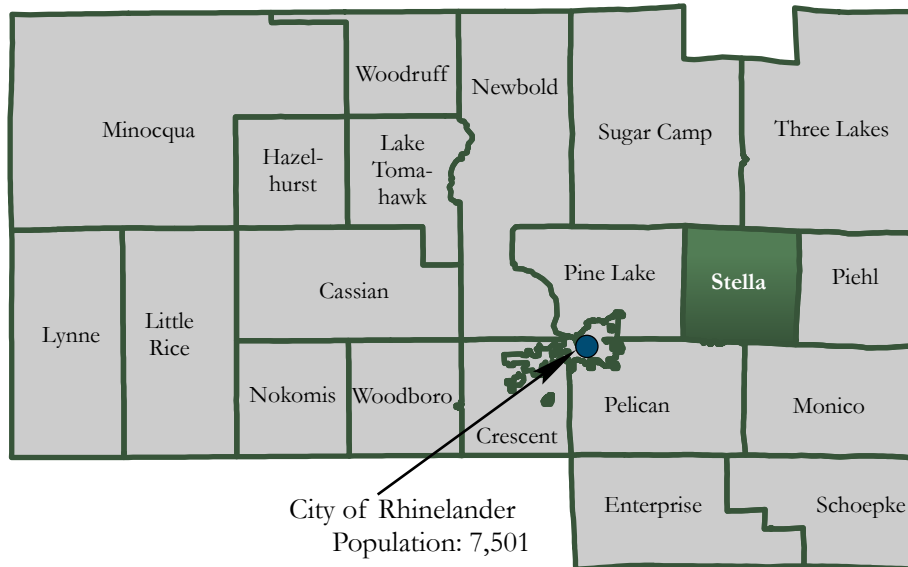 Woodruff
Newbold
Minocqua
Sugar Camp
Three Lakes
Hazel-
hurst
Lake
Toma-
hawk
Pine Lake
Stella
Piehl
Cassian
Lynne
Little
Rice
Nokomis
Woodboro
Crescent
Pelican
Monico
Enterprise
Schoepke
City of Rhinelander
Population: 7,501